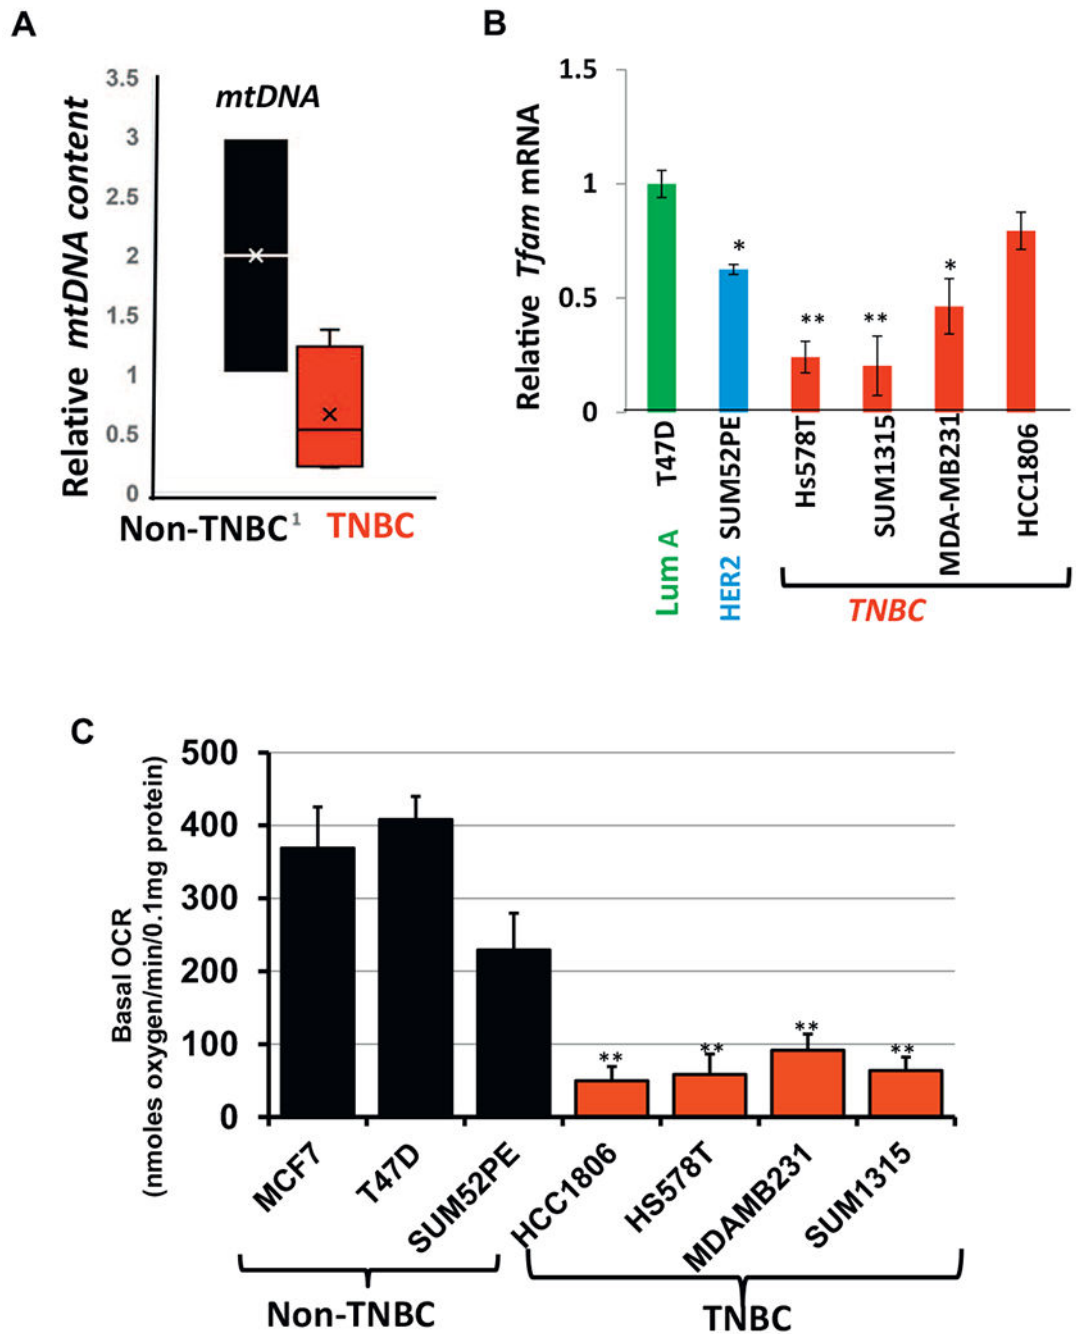 A
Relative mtDNA content
3.5
3
2.5
2
1.5
1
0.5
0
mtDNA
Non-TNBC
1
TNBC
B
Relative Tfam mRNA
1.5
1
0.5
0
*
**
**
*
T47D
SUM52PE
Hs578T
SUM1315
MDA-MB231
HCC1806
Lum A
HER2
TNBC
C
Basal OCR
(nmoles oxygen/min/0.1mg protein)
500
400
300
200
100
0
**
**
**
**
MCF7
T47D
SUM52PE
HCC1806
HS578T
MDAMB231
SUM1315
Non-TNBC
TNBC